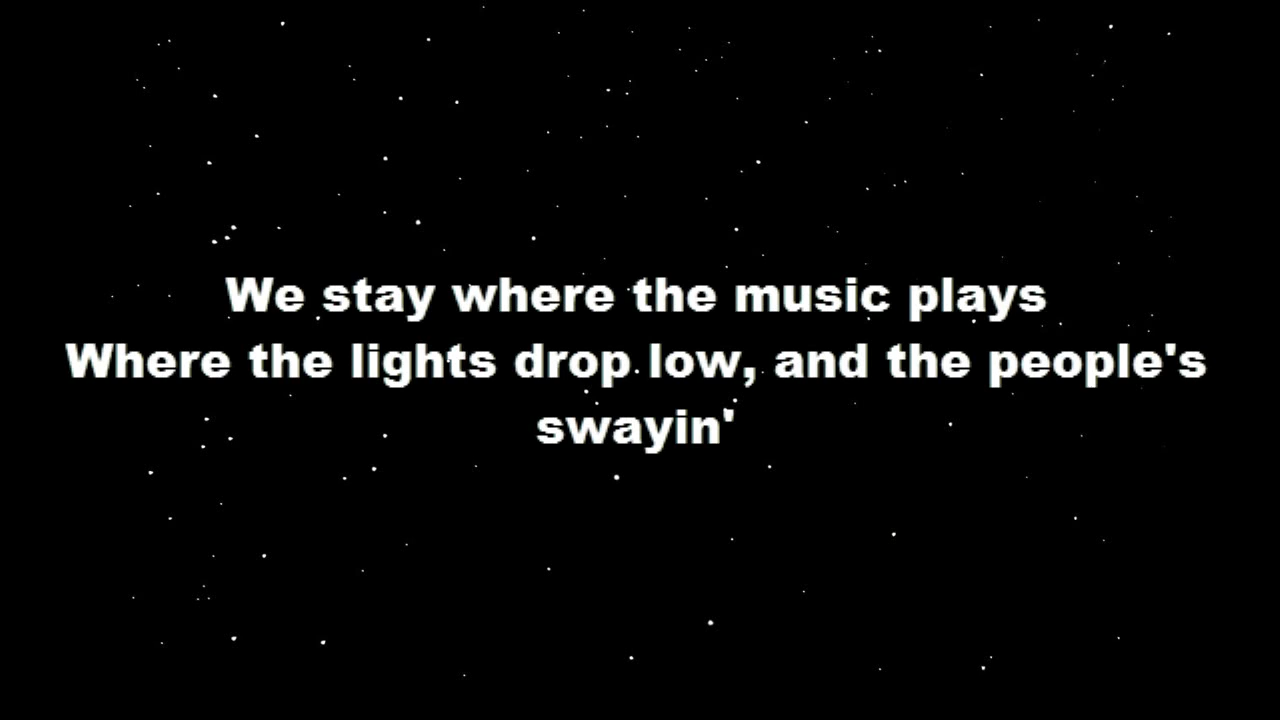 We stay where the music plays
Where the lights drop low, and the people's
swayin'